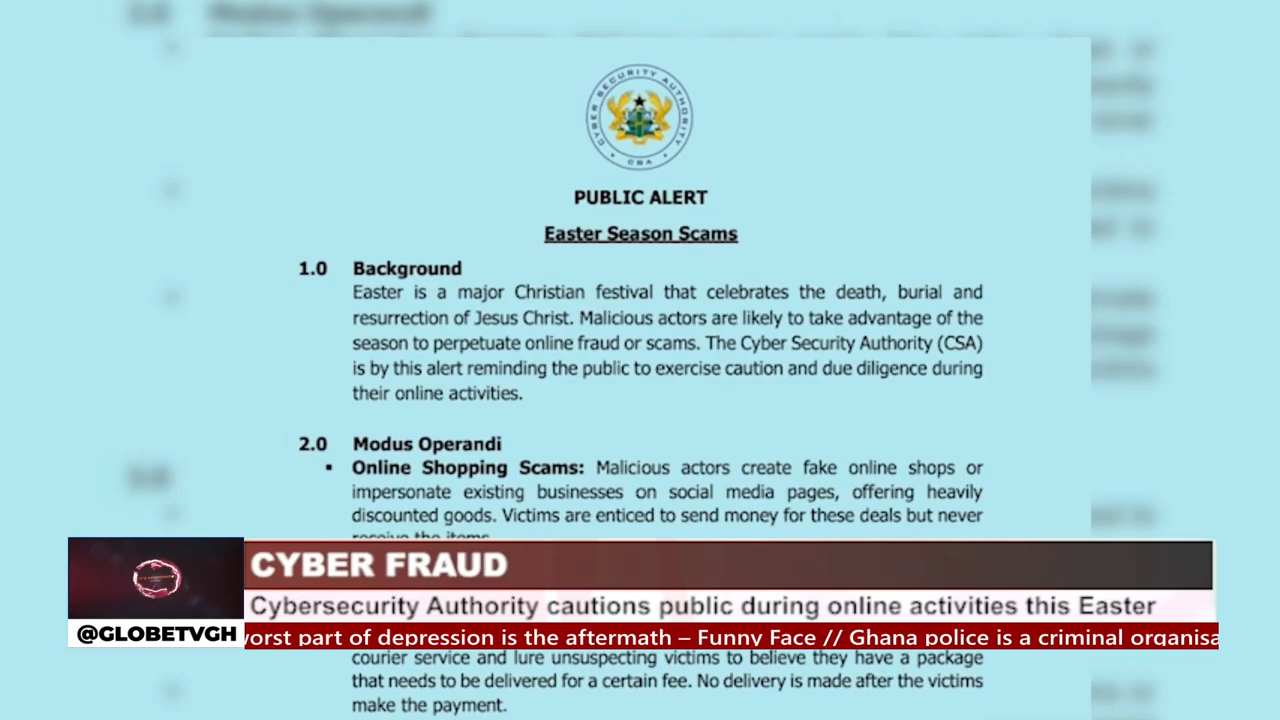 CYBER SECURITY AUTHORITY
CSA
PUBLIC ALERT
Easter Season Scams
1.0 Background
Easter is a major Christian festival that celebrates the death, burial and
resurrection of Jesus Christ. Malicious actors are likely to take advantage of the
season to perpetuate online fraud or scams. The Cyber Security Authority (CSA)
is by this alert reminding the public to exercise caution and due diligence during
their online activities.
2.0 Modus Operandi
▪ Online Shopping Scams: Malicious actors create fake online shops or
impersonate existing businesses on social media pages, offering heavily
discounted goods. Victims are enticed to send money for these deals but never
receive the items.
CYBER FRAUD
Cybersecurity Authority cautions public during online activities this Easter
@GLOBETVGH
worst part of depression is the aftermath – Funny Face // Ghana police is a criminal organisa
courier service and lure unsuspecting victims to believe they have a package
that needs to be delivered for a certain fee. No delivery is made after the victims
make the payment.